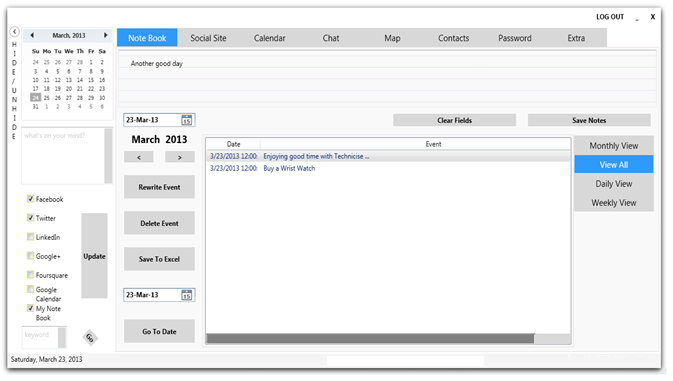 LOG OUT _ X
HIDE/UNHIDE
March, 2013
Su Mo Tu We Th Fr Sa
24 25 26 27 28 1 2
3 4 5 6 7 8 9
10 11 12 13 14 15 16
17 18 19 20 21 22 23
24 25 26 27 28 29 30
31 1 2 3 4 5 6
what's on your mind?
Facebook
Twitter
LinkedIn
Google+
Foursquare
Google
Calendar
My Note
Book
Update
keyword
Go
Note Book Social Site Calendar Chat Map Contacts Password Extra
Another good day
23-Mar-13 15
Clear Fields Save Notes
March 2013
< >
Rewrite Event
Delete Event
Save To Excel
23-Mar-13 15
Go To Date
Date Event
3/23/2013 12:00: Enjoying good time with Technicise ...
3/23/2013 12:00: Buy a Wrist Watch
Monthly View
View All
Daily View
Weekly View
Saturday, March 23, 2013